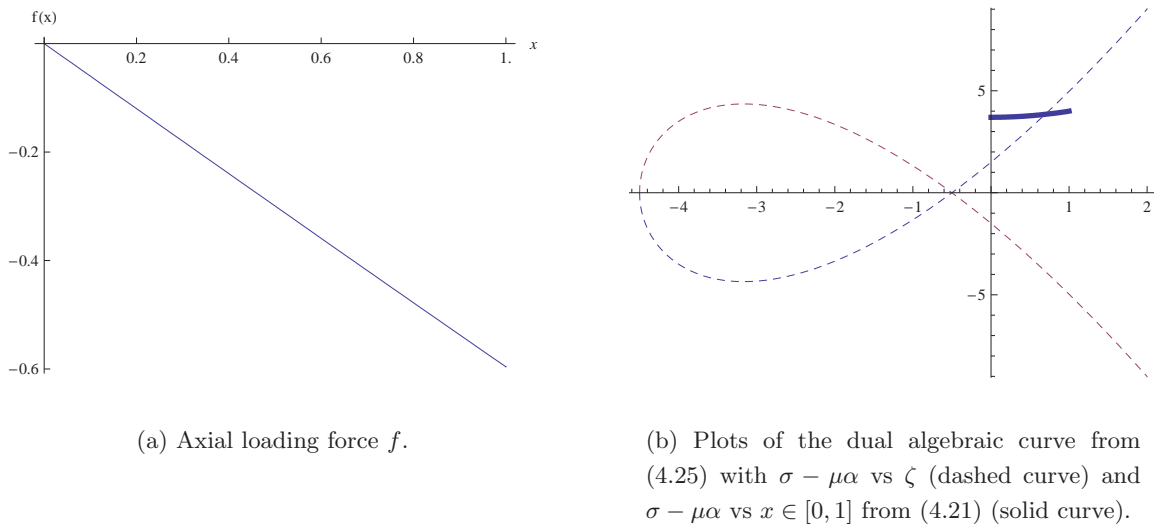 f(x)
x
0.2 0.4 0.6 0.8 1.
−0.2
−0.4
−0.6
5
−4 −3 −2 −1 1 2
−5
(a) Axial loading force f.
(b) Plots of the dual algebraic curve from
(4.25) with σ − μα vs ζ (dashed curve) and
σ − μα vs x ∈ [0, 1] from (4.21) (solid curve).